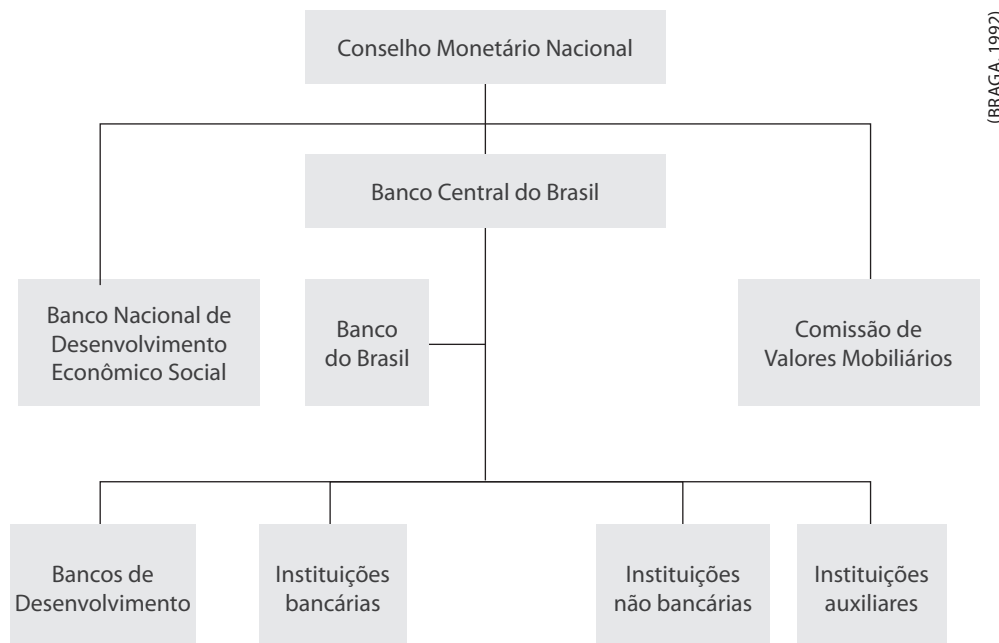 (BRAGA, 1992)
Conselho Monetário Nacional
Banco Central do Brasil
Banco Nacional de
Desenvolvimento
Econômico Social
Banco
do Brasil
Comissão de
Valores Mobiliários
Bancos de
Desenvolvimento
Instituições
bancárias
Instituições
não bancárias
Instituições
auxiliares